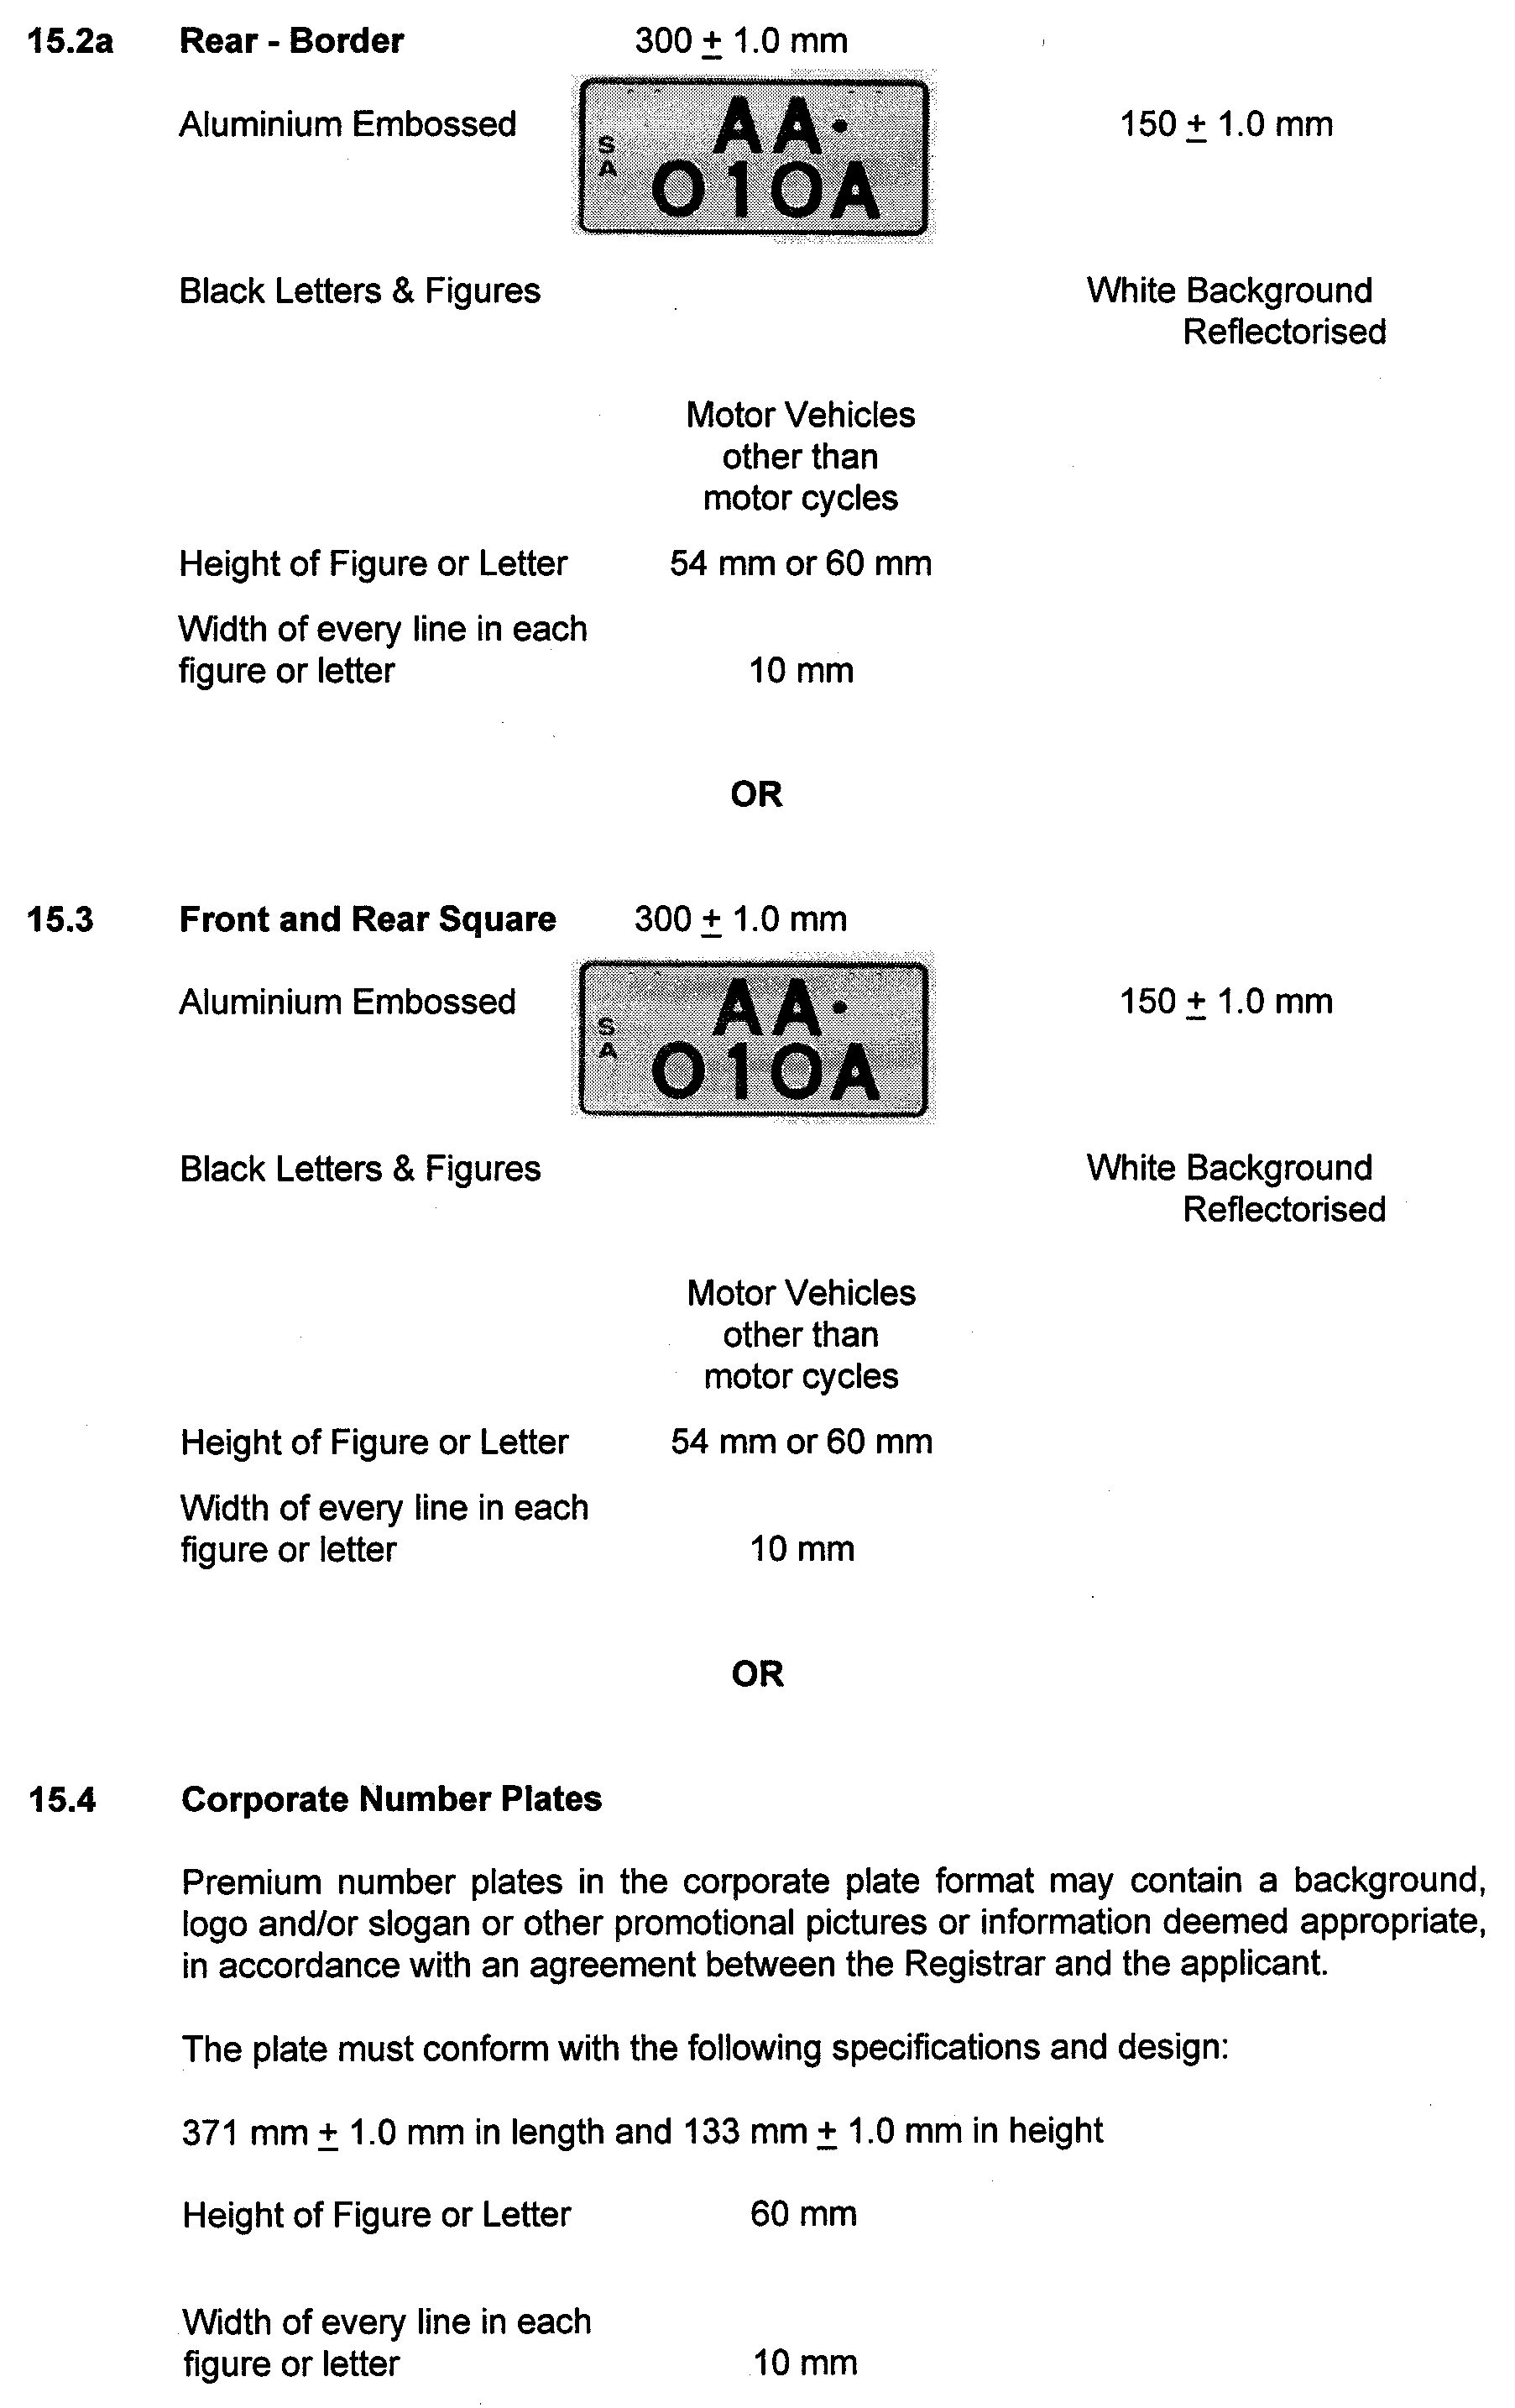 15.2a Rear - Border 300 ± 1.0 mm
Aluminium Embossed 150 ± 1.0 mm
S
A
AA•
010A
Black Letters & Figures White Background
Reflectorised
Motor Vehicles
other than
motor cycles
Height of Figure or Letter 54 mm or 60 mm
Width of every line in each
figure or letter 10 mm
OR
15.3 Front and Rear Square 300 ± 1.0 mm
Aluminium Embossed 150 ± 1.0 mm
S
A
AA•
010A
Black Letters & Figures White Background
Reflectorised
Motor Vehicles
other than
motor cycles
Height of Figure or Letter 54 mm or 60 mm
Width of every line in each
figure or letter 10 mm
OR
15.4 Corporate Number Plates
Premium number plates in the corporate plate format may contain a background,
logo and/or slogan or other promotional pictures or information deemed appropriate,
in accordance with an agreement between the Registrar and the applicant.
The plate must conform with the following specifications and design:
371 mm ± 1.0 mm in length and 133 mm ± 1.0 mm in height
Height of Figure or Letter 60 mm
Width of every line in each
figure or letter 10 mm